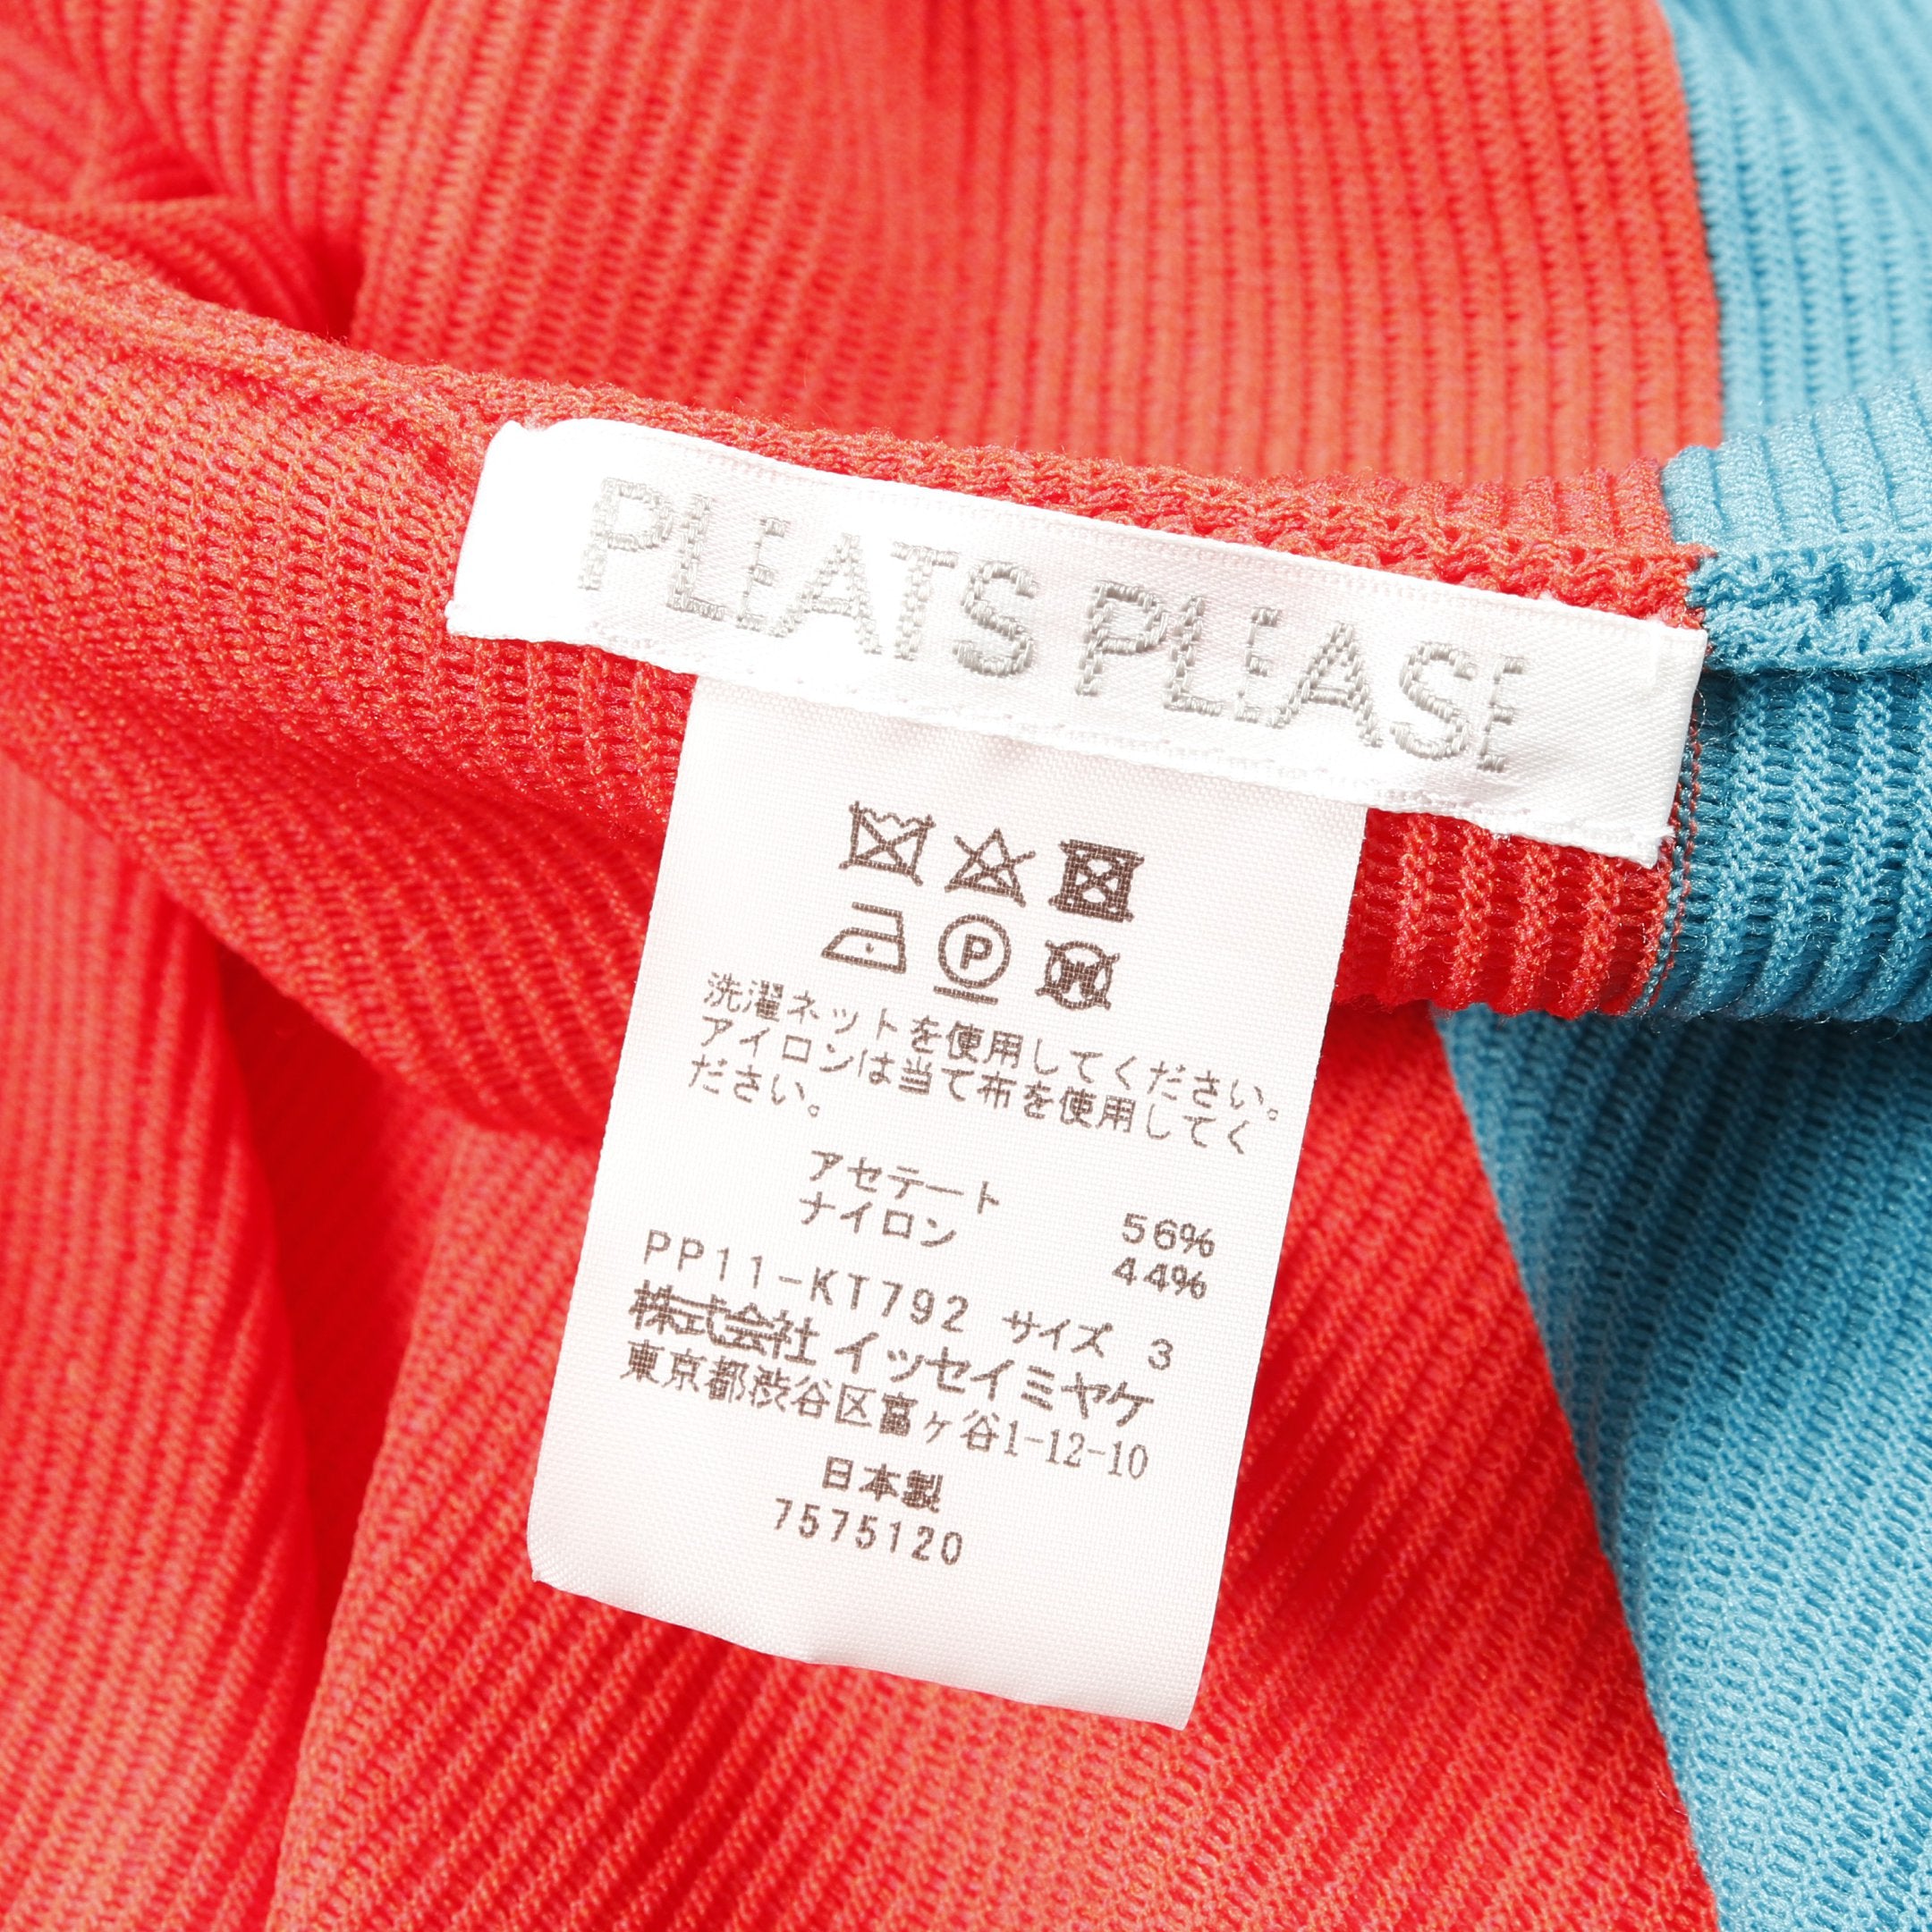 PLEATS PLEASE
P
洗濯ネットを使用してください。
アイロンは当て布を使用してく
ださい。
アセテート 56%
ナイロン 44%
PP11-KT792 サイズ 3
株式会社 イッセイミヤケ
東京都渋谷区富ヶ谷1-12-10
日本製
7575120